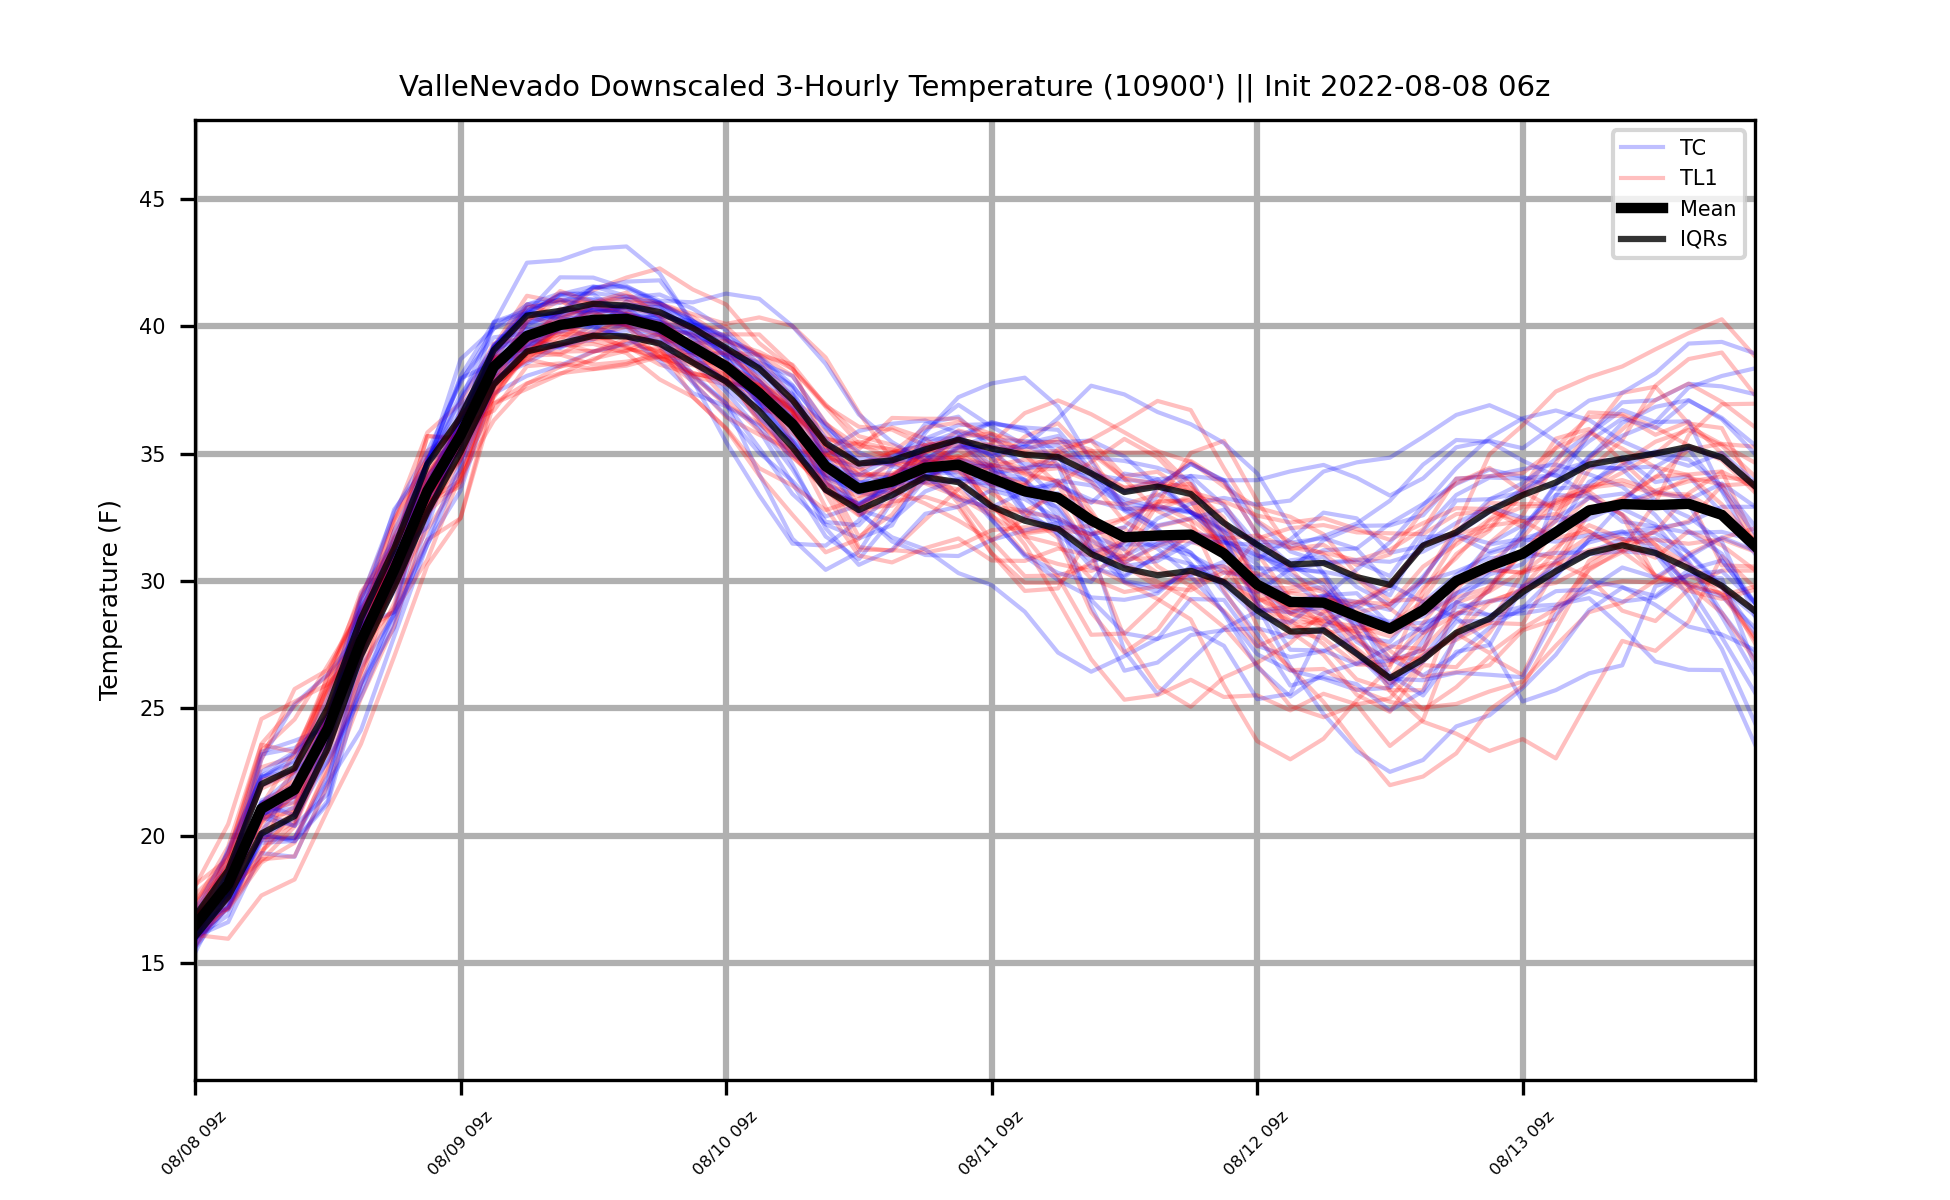 ValleNevado Downscaled 3-Hourly Temperature (10900') || Init 2022-08-08 06z
TC
TL1
Mean
IQRs
Temperature (F)
45
40
35
30
25
20
15
08/08 09z
08/09 09z
08/10 09z
08/11 09z
08/12 09z
08/13 09z